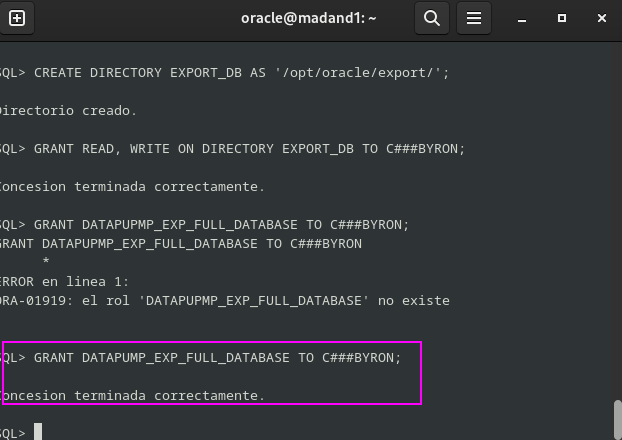 oracle@madand1: ~
SQL> CREATE DIRECTORY EXPORT_DB AS '/opt/oracle/export/';
Directorio creado.
SQL> GRANT READ, WRITE ON DIRECTORY EXPORT_DB TO C###BYRON;
Concesion terminada correctamente.
SQL> GRANT DATAPUPMP_EXP_FULL_DATABASE TO C###BYRON;
GRANT DATAPUPMP_EXP_FULL_DATABASE TO C###BYRON
*
ERROR en linea 1:
ORA-01919: el rol 'DATAPUPMP_EXP_FULL_DATABASE' no existe
SQL> GRANT DATAPUMP_EXP_FULL_DATABASE TO C###BYRON;
Concesion terminada correctamente.
SQL>